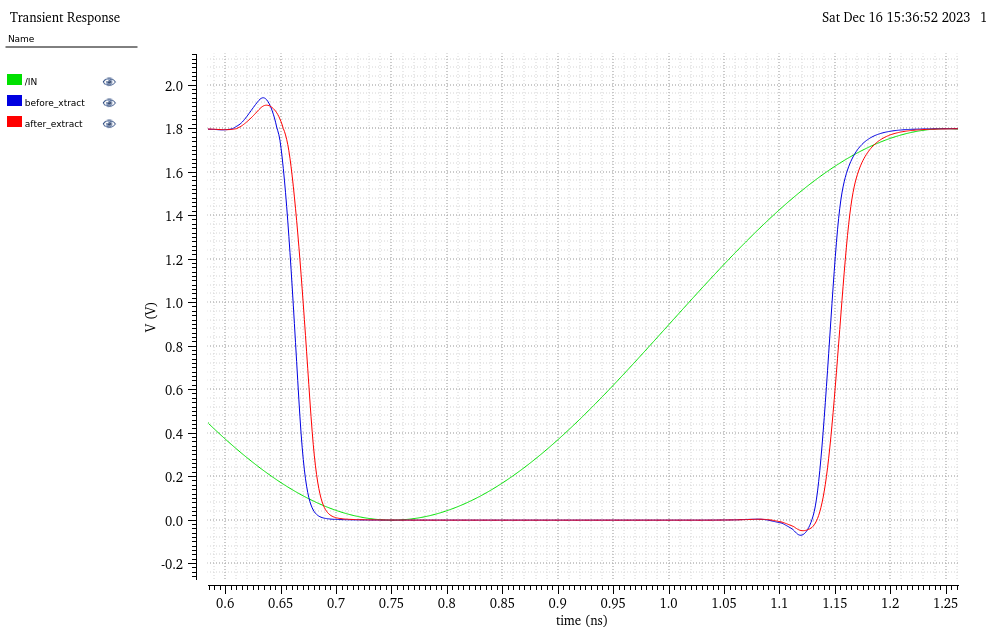 Transient Response
Sat Dec 16 15:36:52 2023 1
Name
/IN
before_xtract
after_extract
V (V)
2.0
1.8
1.6
1.4
1.2
1.0
0.8
0.6
0.4
0.2
0.0
-0.2
0.6 0.65 0.7 0.75 0.8 0.85 0.9 0.95 1.0 1.05 1.1 1.15 1.2 1.25
time (ns)